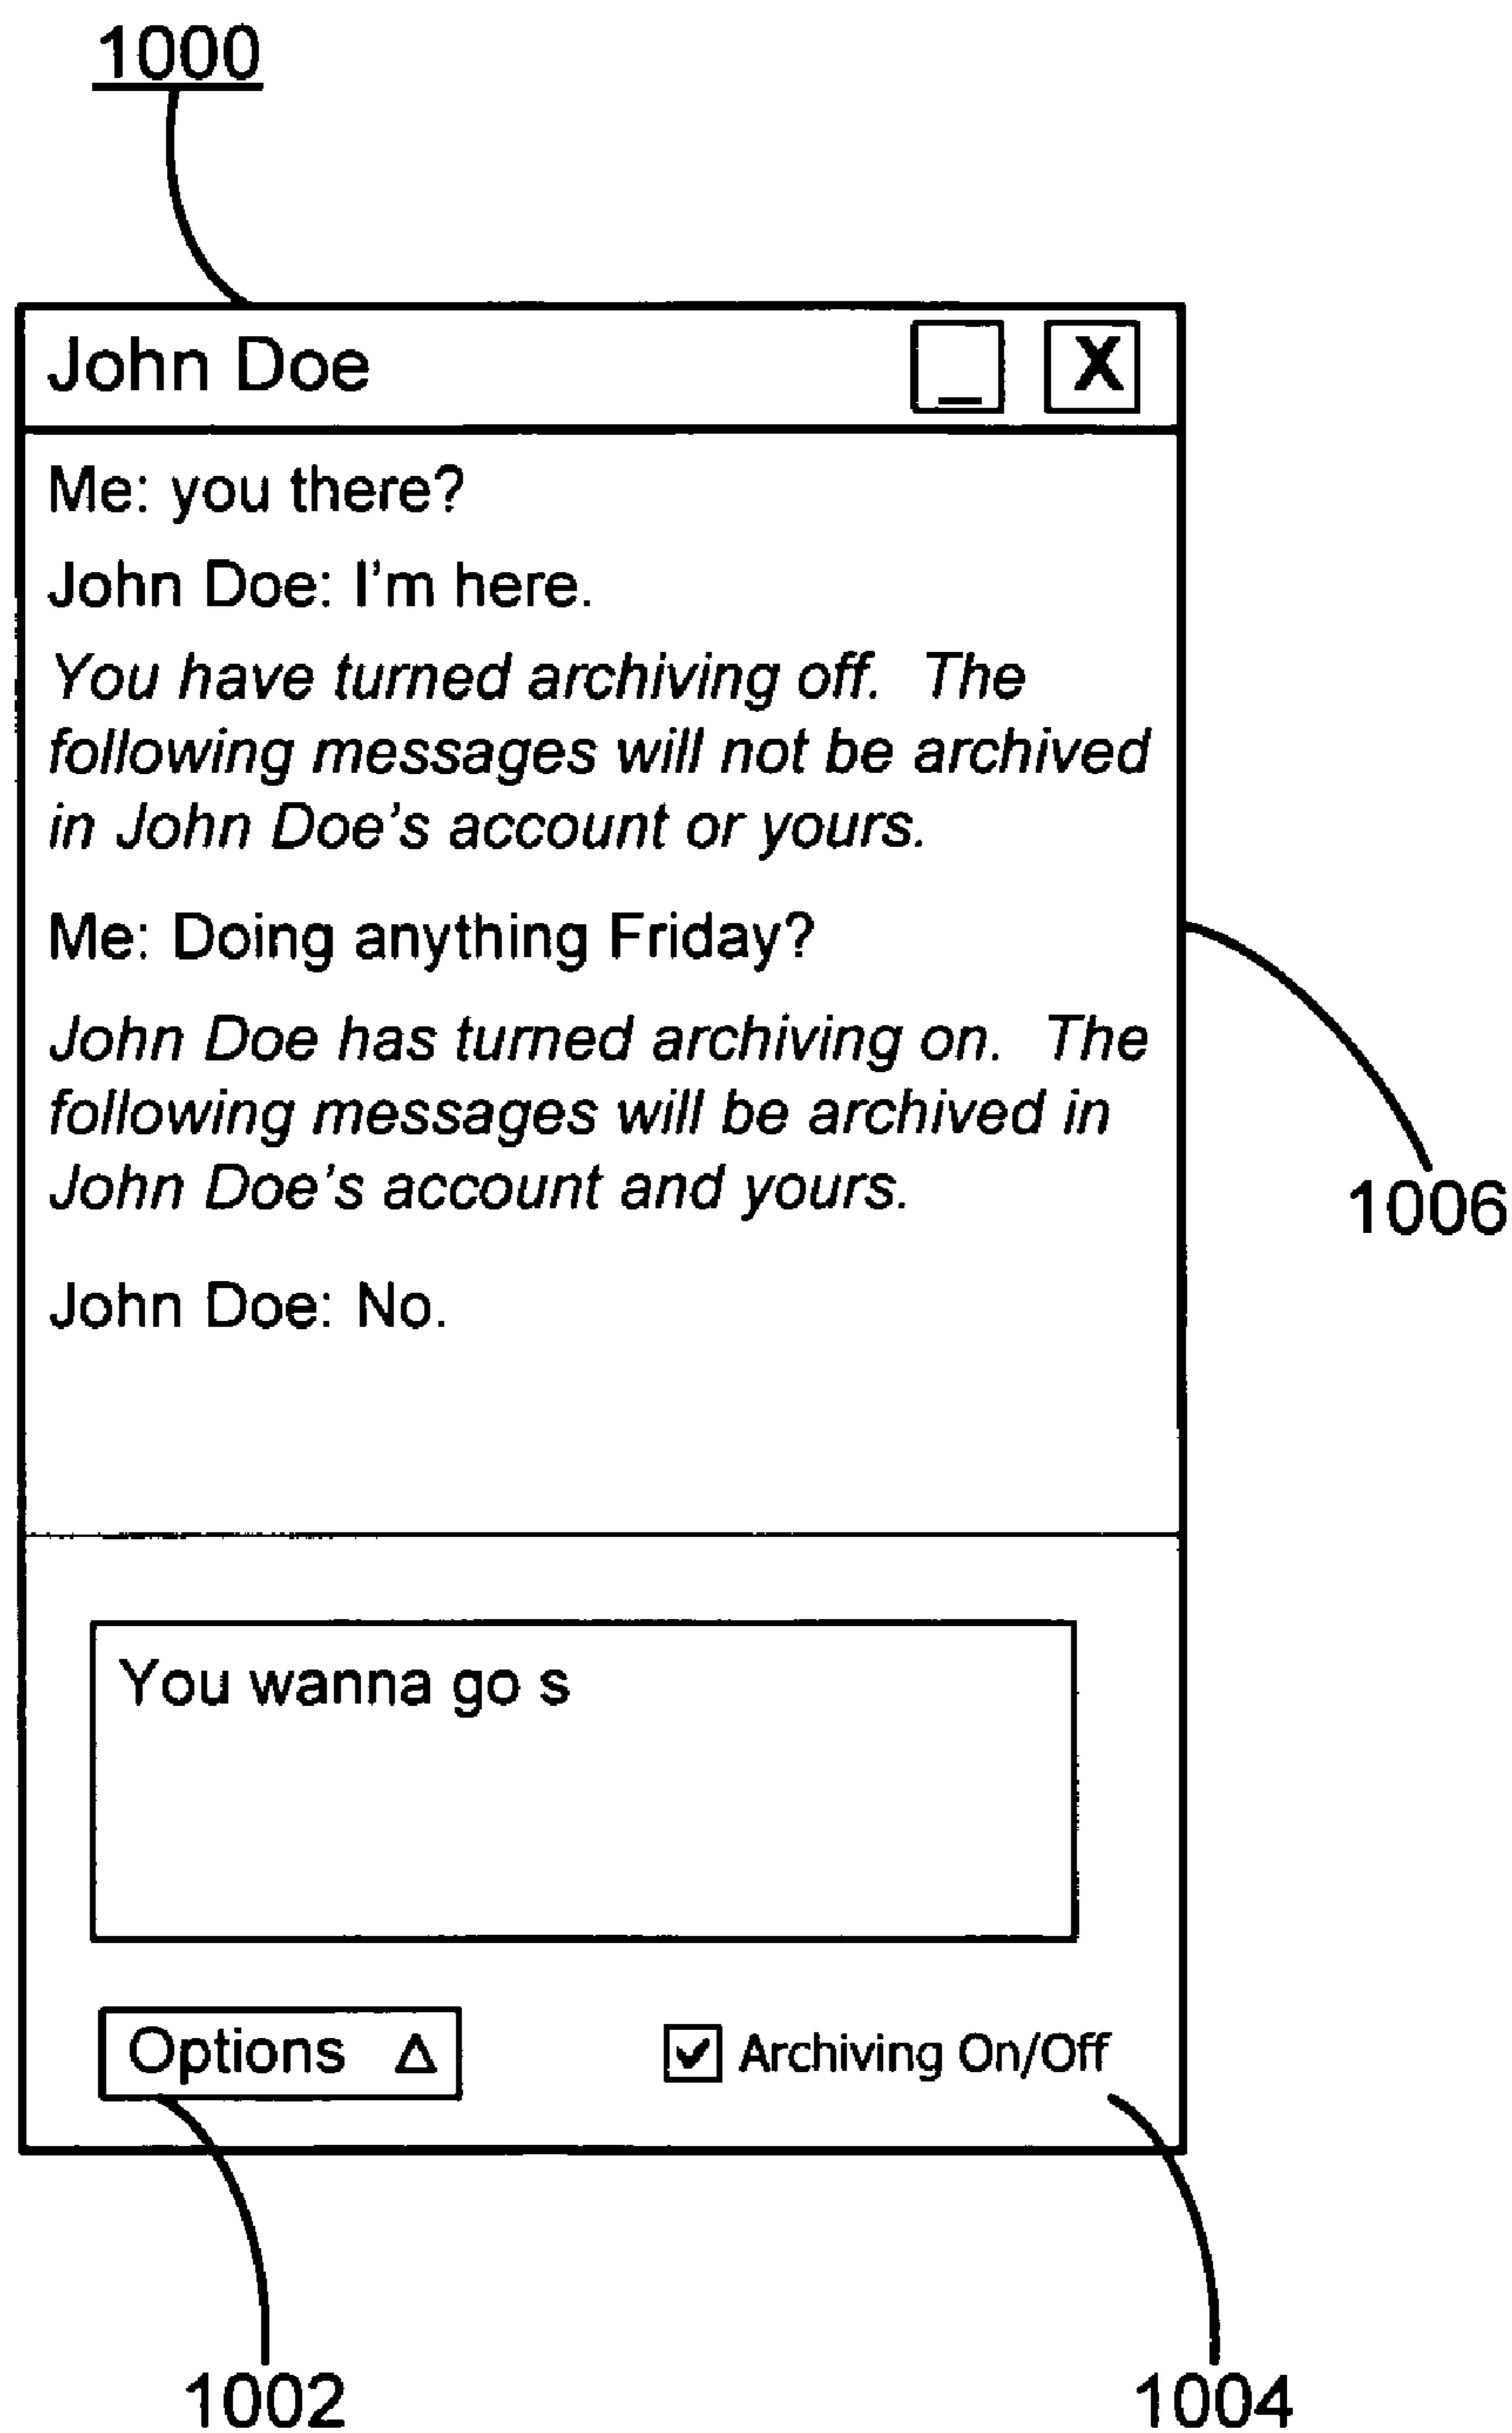 1000
John Doe _ X
Me: you there?
John Doe: I'm here.
You have turned archiving off. The
following messages will not be archived
in John Doe's account or yours.
Me: Doing anything Friday?
John Doe has turned archiving on. The
following messages will be archived in
John Doe's account and yours.
1006
John Doe: No.
You wanna go s
Options Δ Archiving On/Off
1002 1004